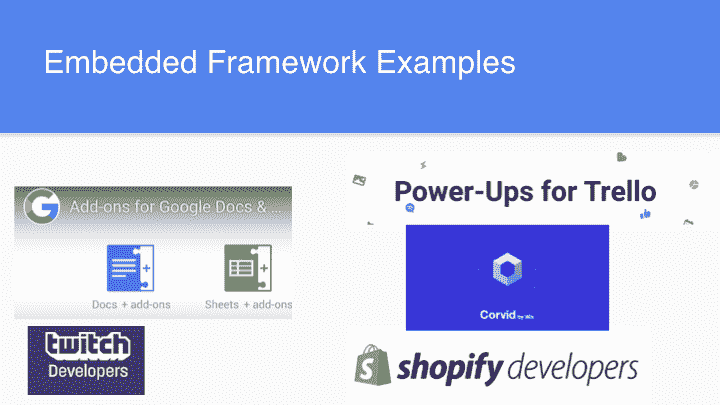 Embedded Framework Examples
Add-ons for Google Docs & ...
Docs + add-ons
Sheets + add-ons
twitch
Developers
Power-Ups for Trello
Corvid by Wix
shopify developers